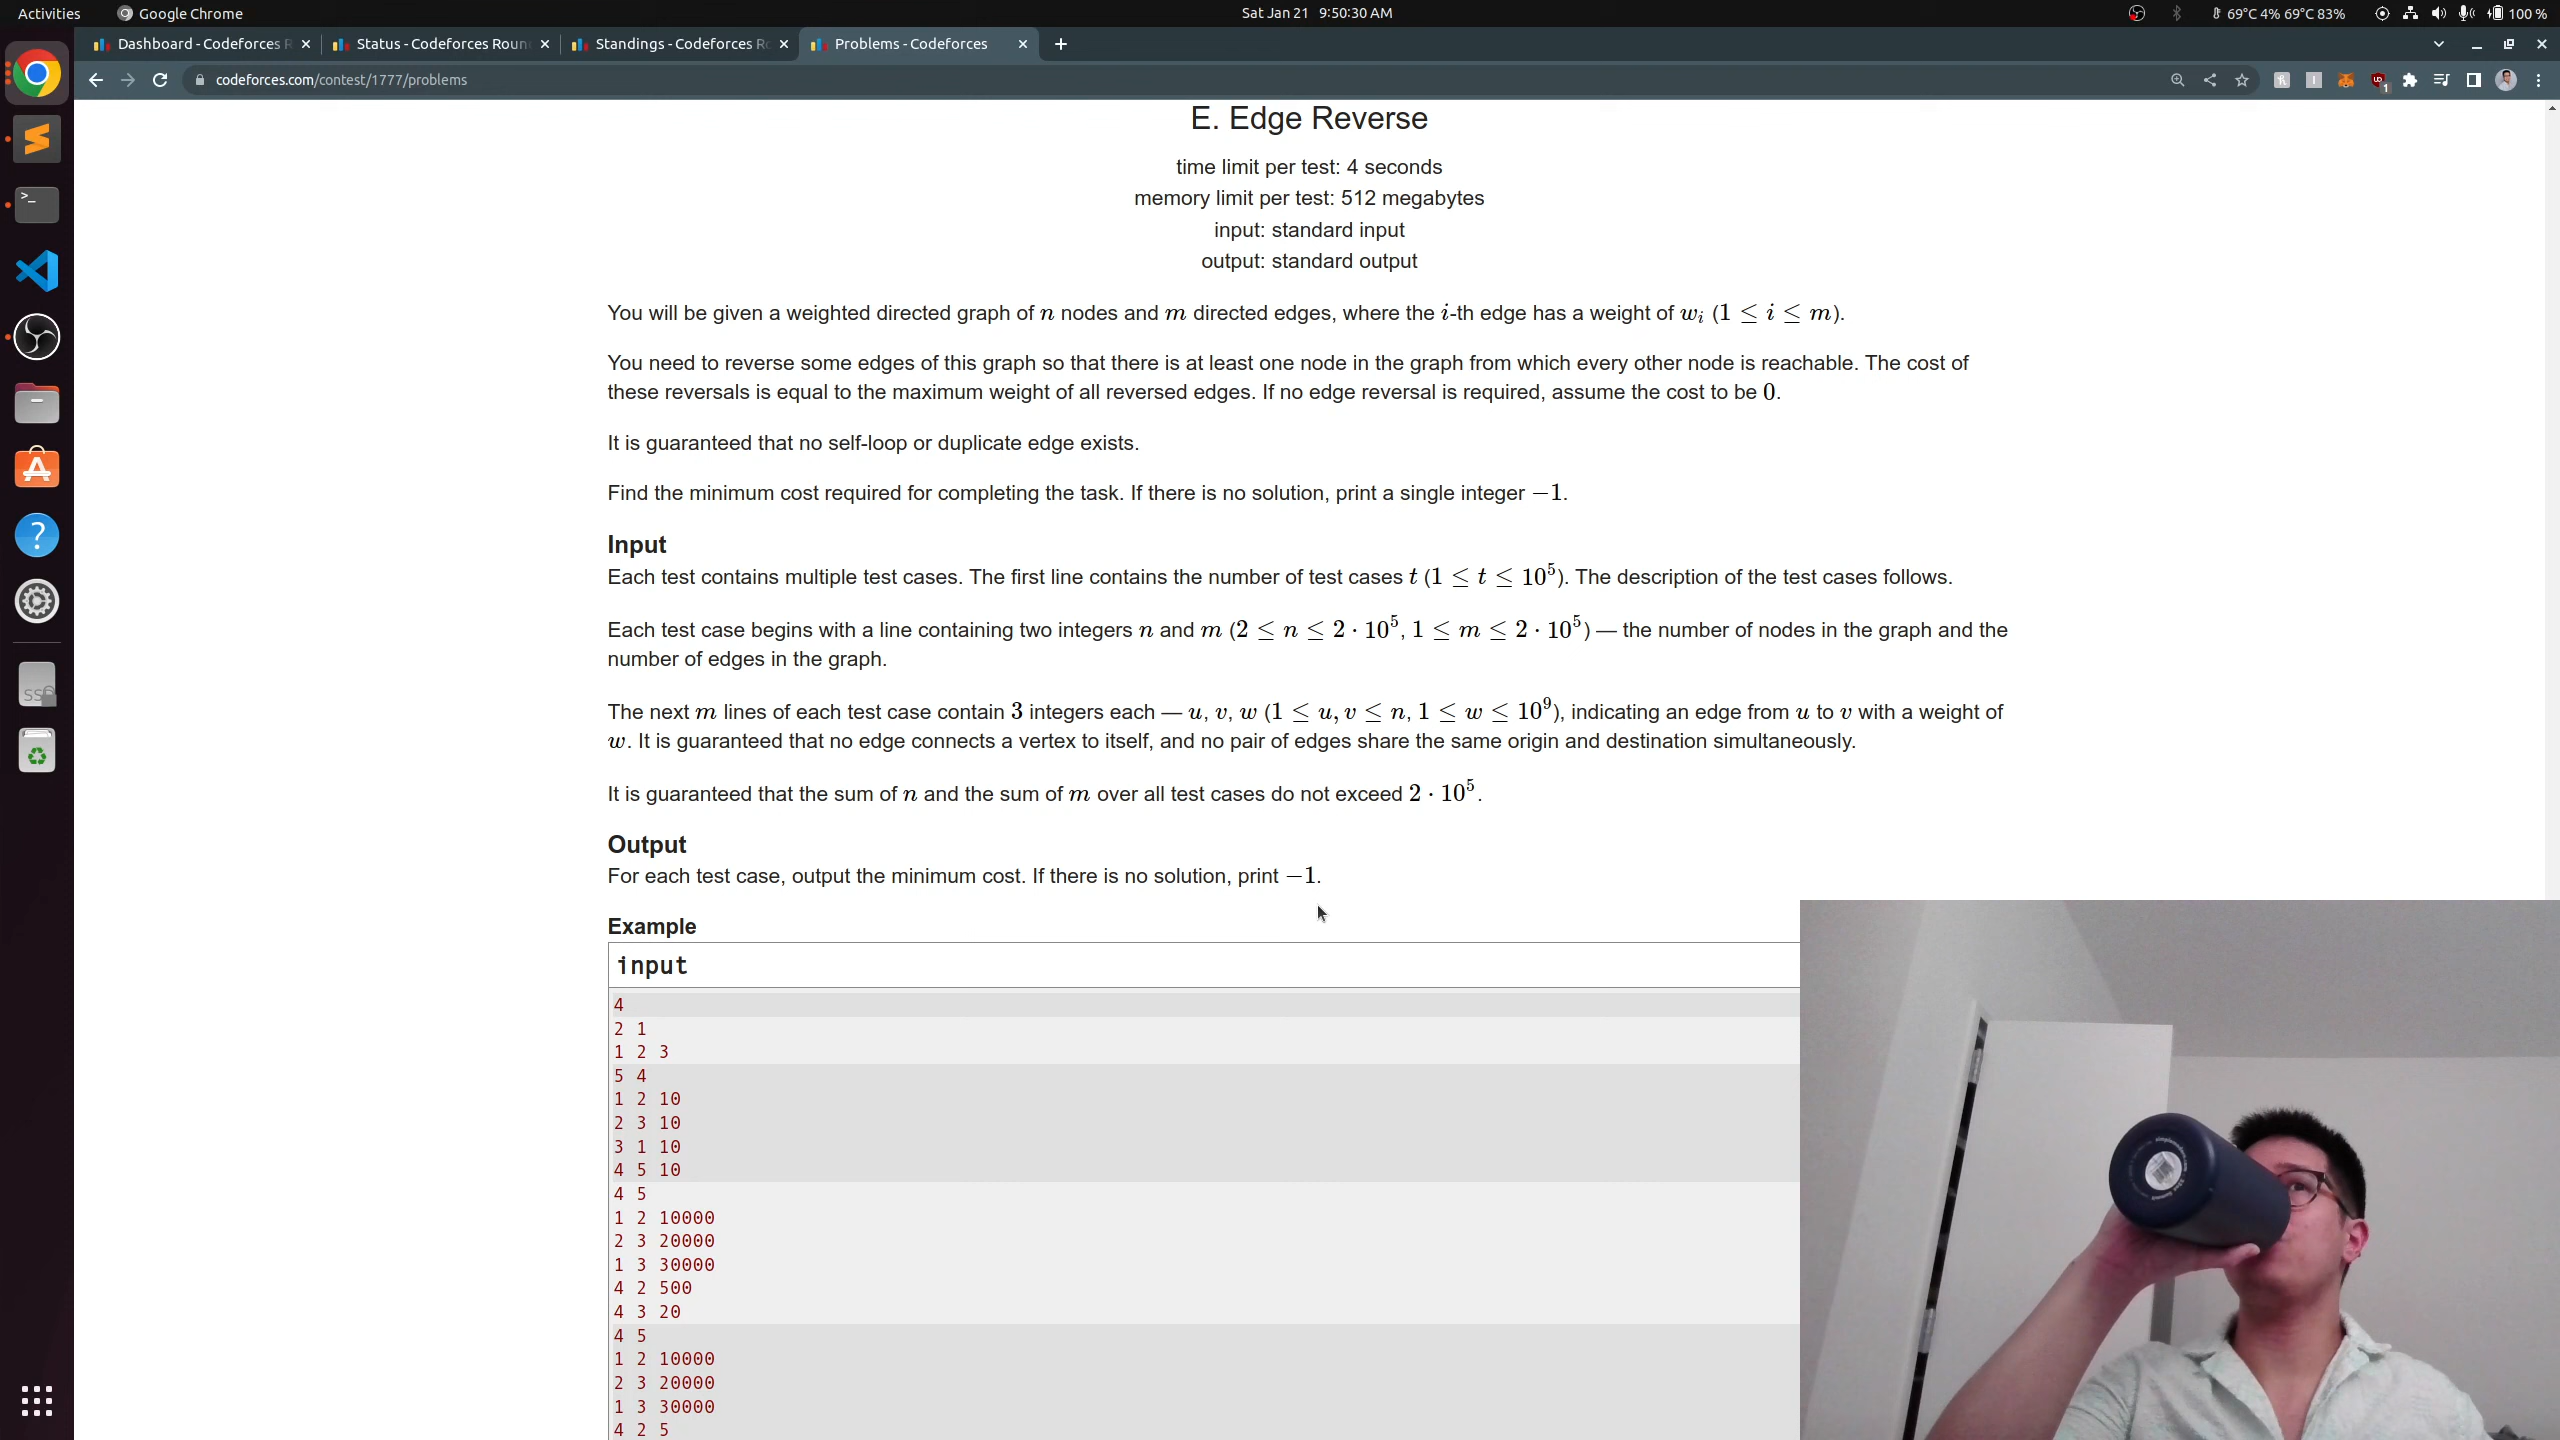 Activities Google Chrome Sat Jan 21 9:50:30 AM 69°C 4% 69°C 83% 100 %
Dashboard - Codeforces R Status - Codeforces Roun Standings - Codeforces Ro Problems - Codeforces
codeforces.com/contest/1777/problems
E. Edge Reverse
time limit per test: 4 seconds
memory limit per test: 512 megabytes
input: standard input
output: standard output
You will be given a weighted directed graph of n nodes and m directed edges, where the i-th edge has a weight of wᵢ (1 ≤ i ≤ m).
You need to reverse some edges of this graph so that there is at least one node in the graph from which every other node is reachable. The cost of
these reversals is equal to the maximum weight of all reversed edges. If no edge reversal is required, assume the cost to be 0.
It is guaranteed that no self-loop or duplicate edge exists.
Find the minimum cost required for completing the task. If there is no solution, print a single integer −1.
Input
Each test contains multiple test cases. The first line contains the number of test cases t (1 ≤ t ≤ 10⁵). The description of the test cases follows.
Each test case begins with a line containing two integers n and m (2 ≤ n ≤ 2 · 10⁵, 1 ≤ m ≤ 2 · 10⁵) — the number of nodes in the graph and the
number of edges in the graph.
The next m lines of each test case contain 3 integers each — u, v, w (1 ≤ u, v ≤ n, 1 ≤ w ≤ 10⁹), indicating an edge from u to v with a weight of
w. It is guaranteed that no edge connects a vertex to itself, and no pair of edges share the same origin and destination simultaneously.
It is guaranteed that the sum of n and the sum of m over all test cases do not exceed 2 · 10⁵.
Output
For each test case, output the minimum cost. If there is no solution, print −1.
Example
input
4
2 1
1 2 3
5 4
1 2 10
2 3 10
3 1 10
4 5 10
4 5
1 2 10000
2 3 20000
1 3 30000
4 2 500
4 3 20
4 5
1 2 10000
2 3 20000
1 3 30000
4 2 5